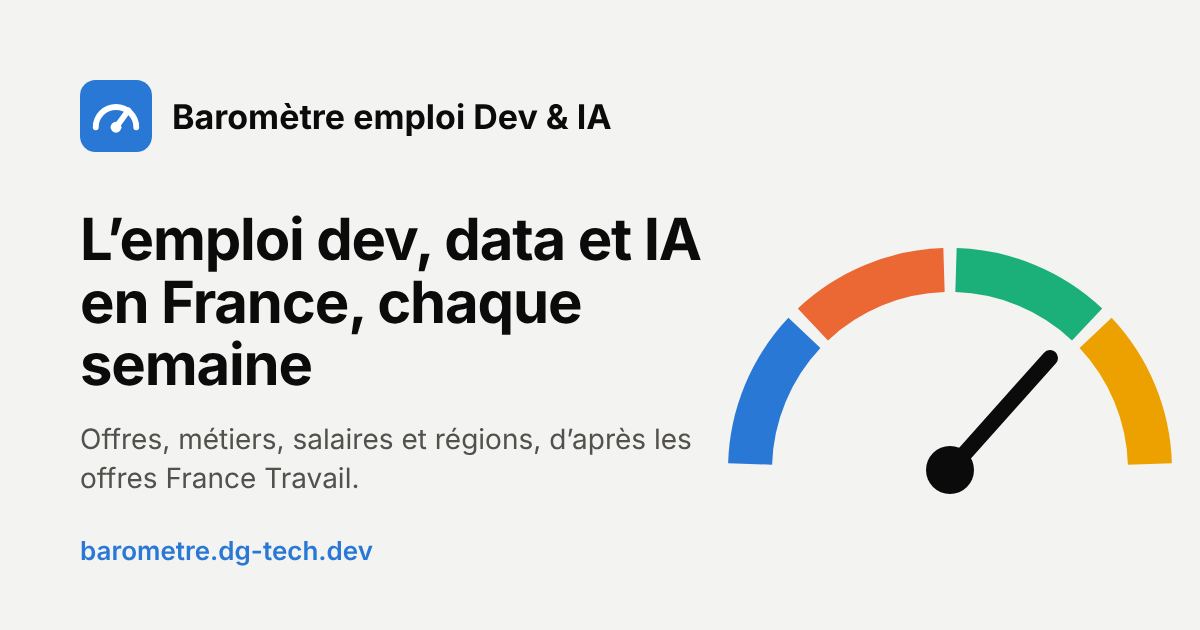 Baromètre emploi Dev & IA
L’emploi dev, data et IA
en France, chaque
semaine
Offres, métiers, salaires et régions, d’après les
offres France Travail.
barometre.dg-tech.dev